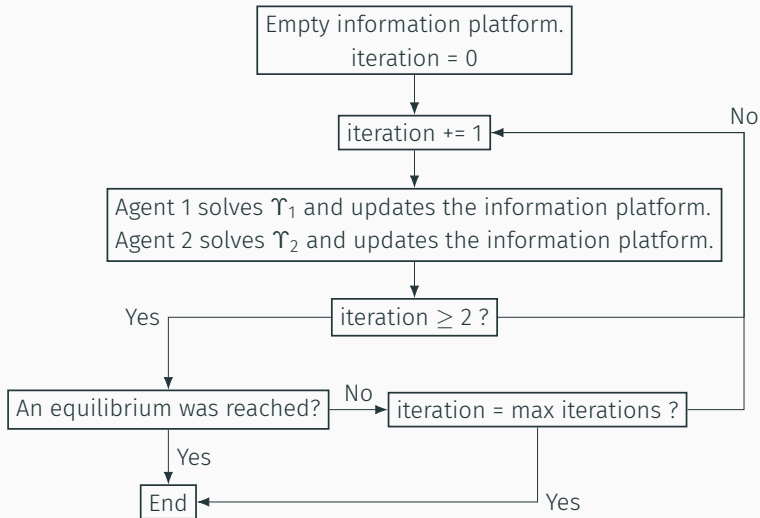 Empty information platform.
iteration = 0
No
iteration += 1
Agent 1 solves ϒ₁ and updates the information platform.
Agent 2 solves ϒ₂ and updates the information platform.
Yes
iteration ≥ 2 ?
An equilibrium was reached?
No
iteration = max iterations ?
Yes
End
Yes